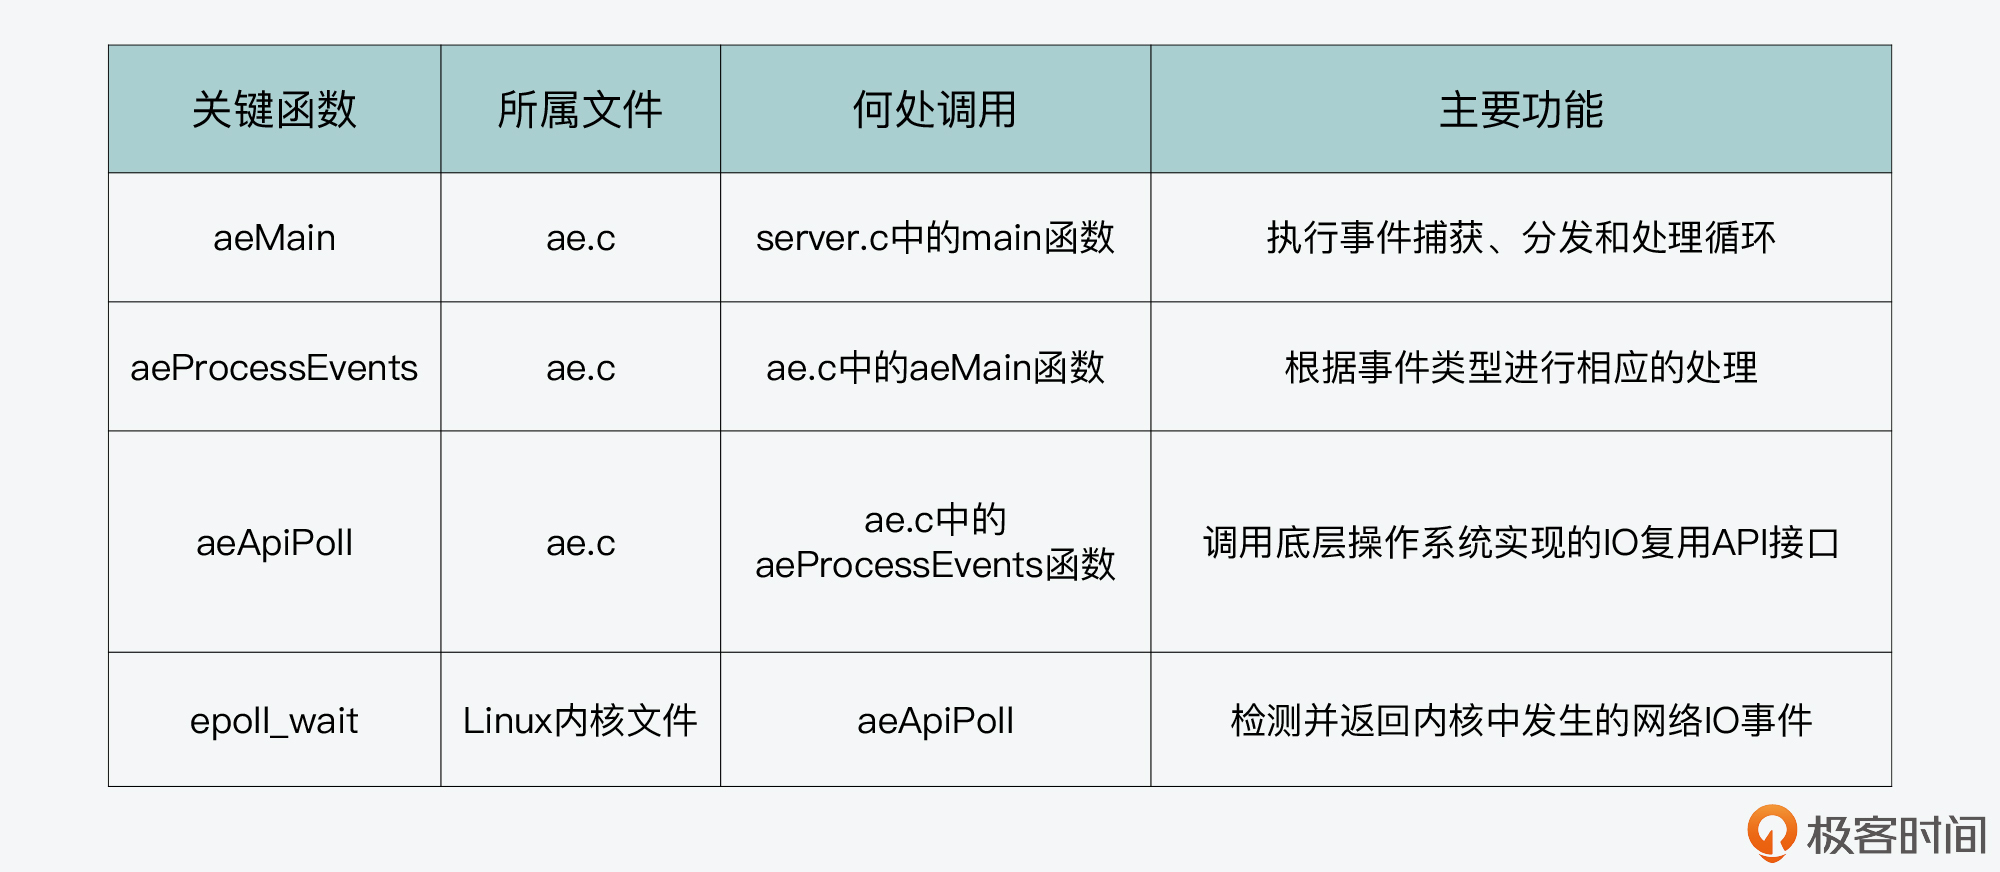 关键函数 所属文件 何处调用 主要功能
aeMain ae.c server.c中的main函数 执行事件捕获、分发和处理循环
aeProcessEvents ae.c ae.c中的aeMain函数 根据事件类型进行相应的处理
aeApiPoll ae.c ae.c中的
aeProcessEvents函数 调用底层操作系统实现的IO复用API接口
epoll_wait Linux内核文件 aeApiPoll 检测并返回内核中发生的网络IO事件
极客时间